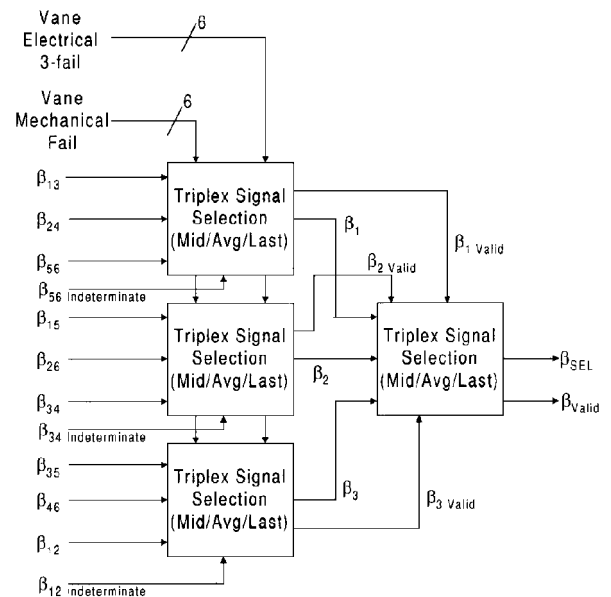 Vane
Electrical
3-fail
6
Vane
Mechanical
Fail
6
β13
β24
β56
β56 Indeterminate
Triplex Signal
Selection
(Mid/Avg/Last)
β1
β1 Valid
β2 Valid
β15
β26
β34
β34 Indeterminate
Triplex Signal
Selection
(Mid/Avg/Last)
β2
Triplex Signal
Selection
(Mid/Avg/Last)
βSEL
βValid
β35
β46
β12
β12 Indeterminate
Triplex Signal
Selection
(Mid/Avg/Last)
β3
β3 Valid